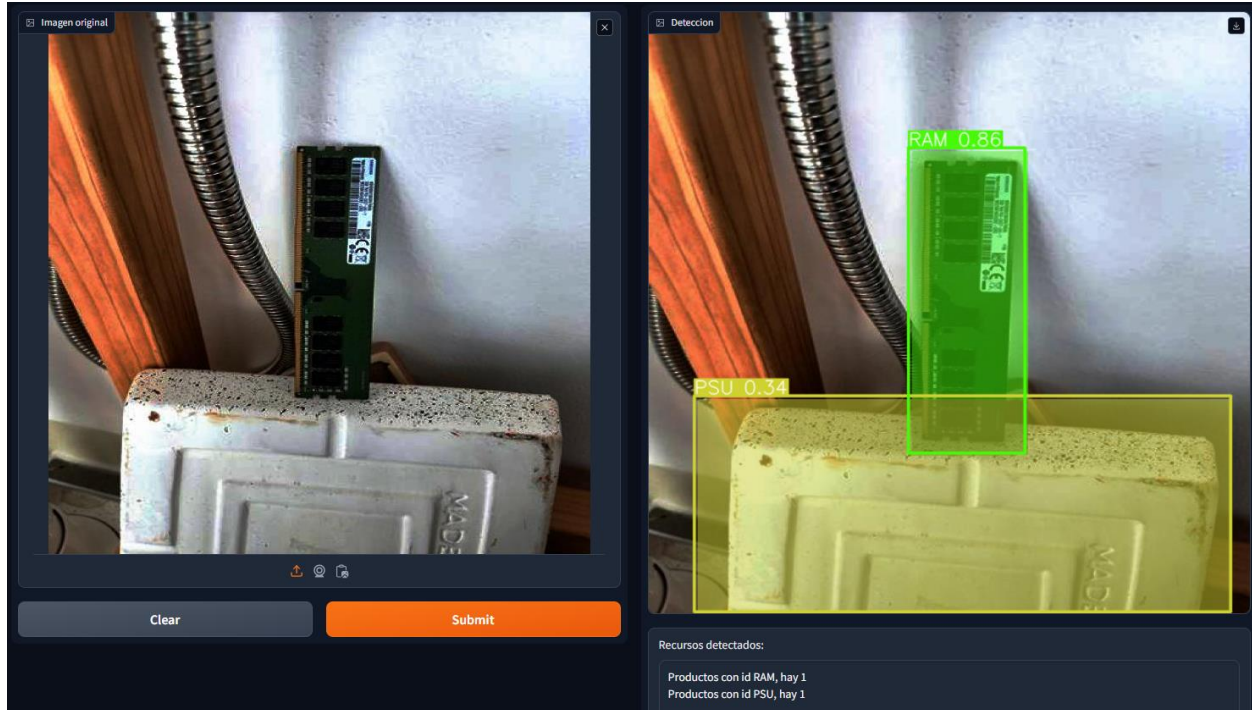 Imagen original
MADE
Clear
Submit
Deteccion
RAM 0.86
PSU 0.34
MADE
Recursos detectados:
Productos con id RAM, hay 1
Productos con id PSU, hay 1